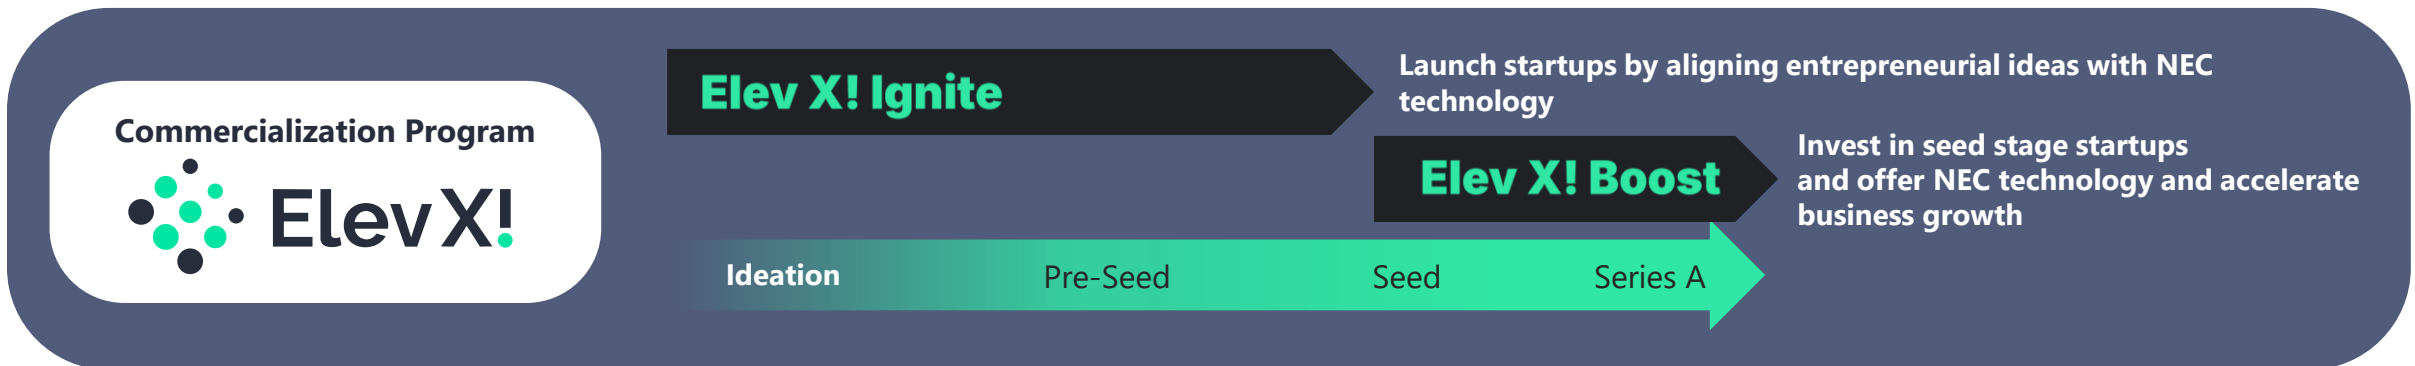 Commercialization Program
Elev X!
Elev X! Ignite
Launch startups by aligning entrepreneurial ideas with NEC
technology
Elev X! Boost
Invest in seed stage startups
and offer NEC technology and accelerate
business growth
Ideation
Pre-Seed
Seed
Series A